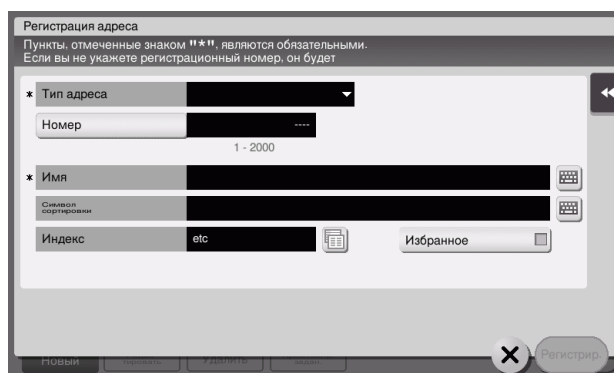 Регистрация адреса
Пункты, отмеченные знаком "*", являются обязательными.
Если вы не укажете регистрационный номер, он будет
* Тип адреса
Номер ----
1 - 2000
* Имя
Символ
сортировки
Индекс etc Избранное
Новый Удалить Регистрир.